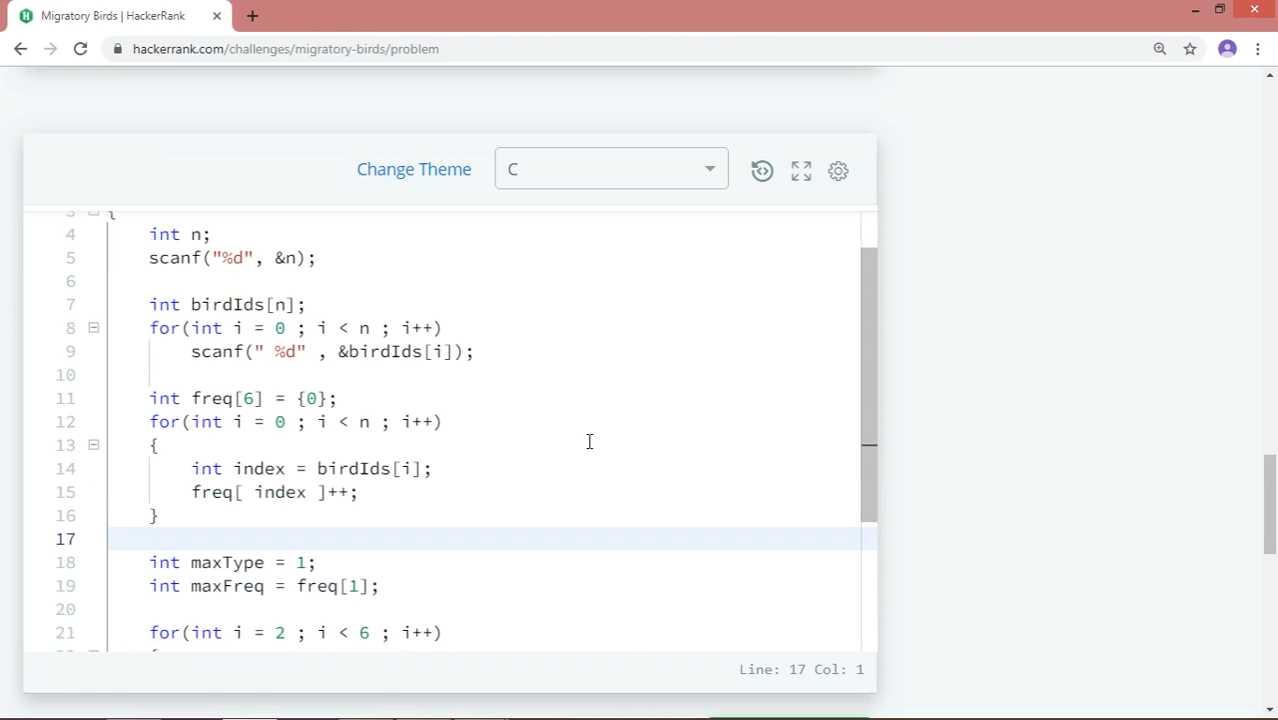 Migratory Birds | HackerRank
hackerrank.com/challenges/migratory-birds/problem
Change Theme
C
3 {
4 int n;
5 scanf("%d", &n);
6
7 int birdIds[n];
8 for(int i = 0 ; i < n ; i++)
9 scanf(" %d" , &birdIds[i]);
10
11 int freq[6] = {0};
12 for(int i = 0 ; i < n ; i++)
13 {
14 int index = birdIds[i];
15 freq[ index ]++;
16 }
17
18 int maxType = 1;
19 int maxFreq = freq[1];
20
21 for(int i = 2 ; i < 6 ; i++)
Line: 17 Col: 1